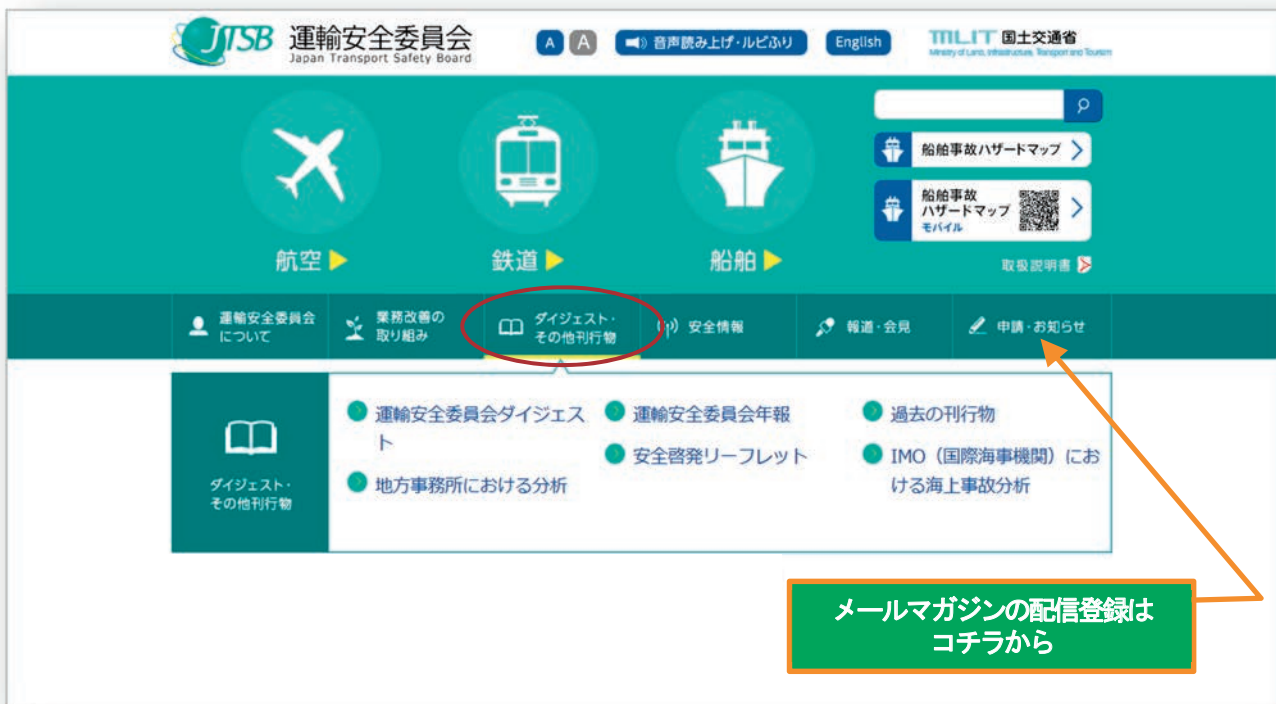 JTSB 運輸安全委員会
Japan Transport Safety Board
A A 音声読み上げ・ルビふり English
MLIT 国土交通省
Ministry of Land, Infrastructure, Transport and Tourism
船舶事故ハザードマップ
船舶事故
ハザードマップ
モバイル
航空
鉄道
船舶
取扱説明書
運輸安全委員会
について
業務改善の
取り組み
ダイジェスト・
その他刊行物
安全情報
報道・会見
申請・お知らせ
ダイジェスト・
その他刊行物
運輸安全委員会ダイジェス
ト
地方事務所における分析
運輸安全委員会年報
安全啓発リーフレット
過去の刊行物
IMO(国際海事機関)にお
ける海上事故分析
メールマガジンの配信登録は
コチラから